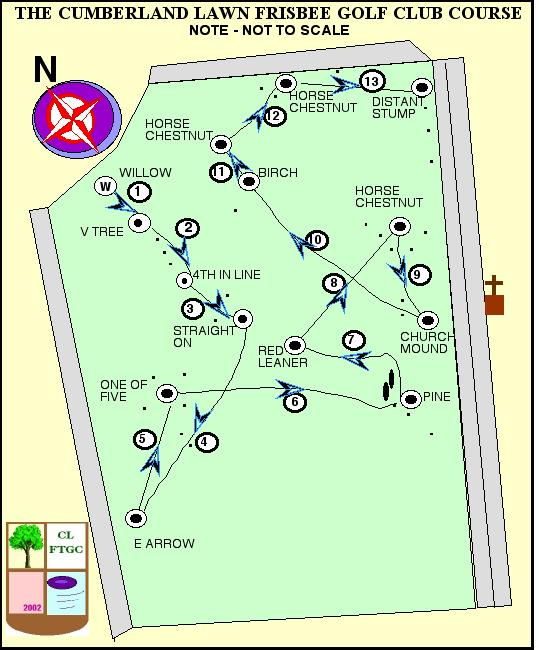 THE CUMBERLAND LAWN FRISBEE GOLF CLUB COURSE
NOTE - NOT TO SCALE
N
13
HORSE
CHESTNUT
DISTANT
STUMP
12
HORSE
CHESTNUT
11
BIRCH
WILLOW
W
1
HORSE
CHESTNUT
V TREE
2
10
4TH IN LINE
9
8
3
STRAIGHT
ON
CHURCH
MOUND
7
RED
LEANER
ONE OF
FIVE
6
PINE
5
4
E ARROW
CL
FTGC
2002